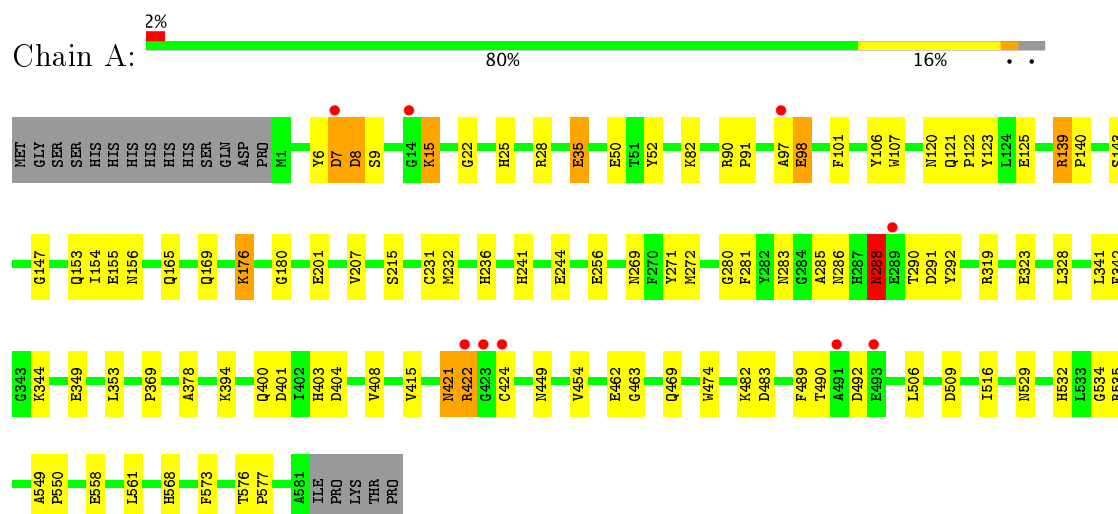 2%
Chain A:
80% 16% • •
MET GLY SER SER HIS HIS HIS HIS HIS HIS SER GLN ASP PRO M1 Y6 D7 D8 S9 G14 K15 G22 H25 R28 E35 E50 T51 Y52 K82 R90 P91 A97 E98 F101 Y106 W107 N120 Q121 P122 Y123 L124 E125 R139 P140 S143
G147 Q153 I154 E155 N156 Q165 Q169 K176 G180 E201 V207 S215 C231 M232 H236 H241 E244 E256 N269 F270 Y271 M272 G280 F281 Y282 N283 G284 A285 N286 H287 N288 E289 T290 D291 Y292 R319 E323 L328 L341 E342
G343 K344 E349 L353 P369 A378 K394 Q400 D401 I402 H403 D404 V408 V415 N421 R422 G423 C424 N449 V454 E462 G463 Q469 W474 K482 D483 F489 T490 A491 D492 E493 L506 D509 I516 N529 H532 L533 G534 R535
A549 P550 E558 L561 H568 F573 T576 P577 A581 ILE PRO LYS THR PRO